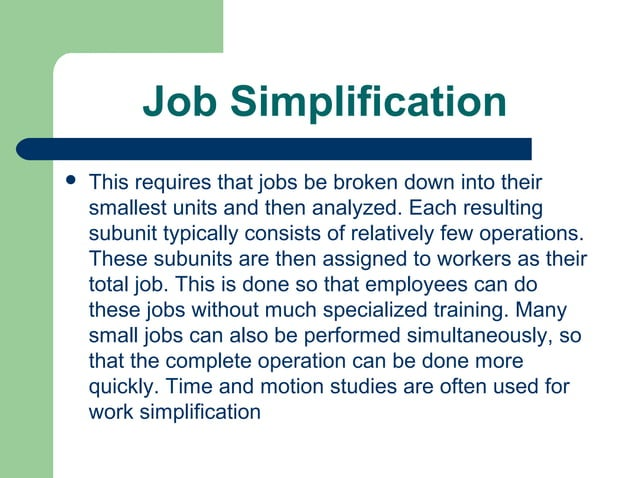 Job Simplification
This requires that jobs be broken down into their
smallest units and then analyzed. Each resulting
subunit typically consists of relatively few operations.
These subunits are then assigned to workers as their
total job. This is done so that employees can do
these jobs without much specialized training. Many
small jobs can also be performed simultaneously, so
that the complete operation can be done more
quickly. Time and motion studies are often used for
work simplification